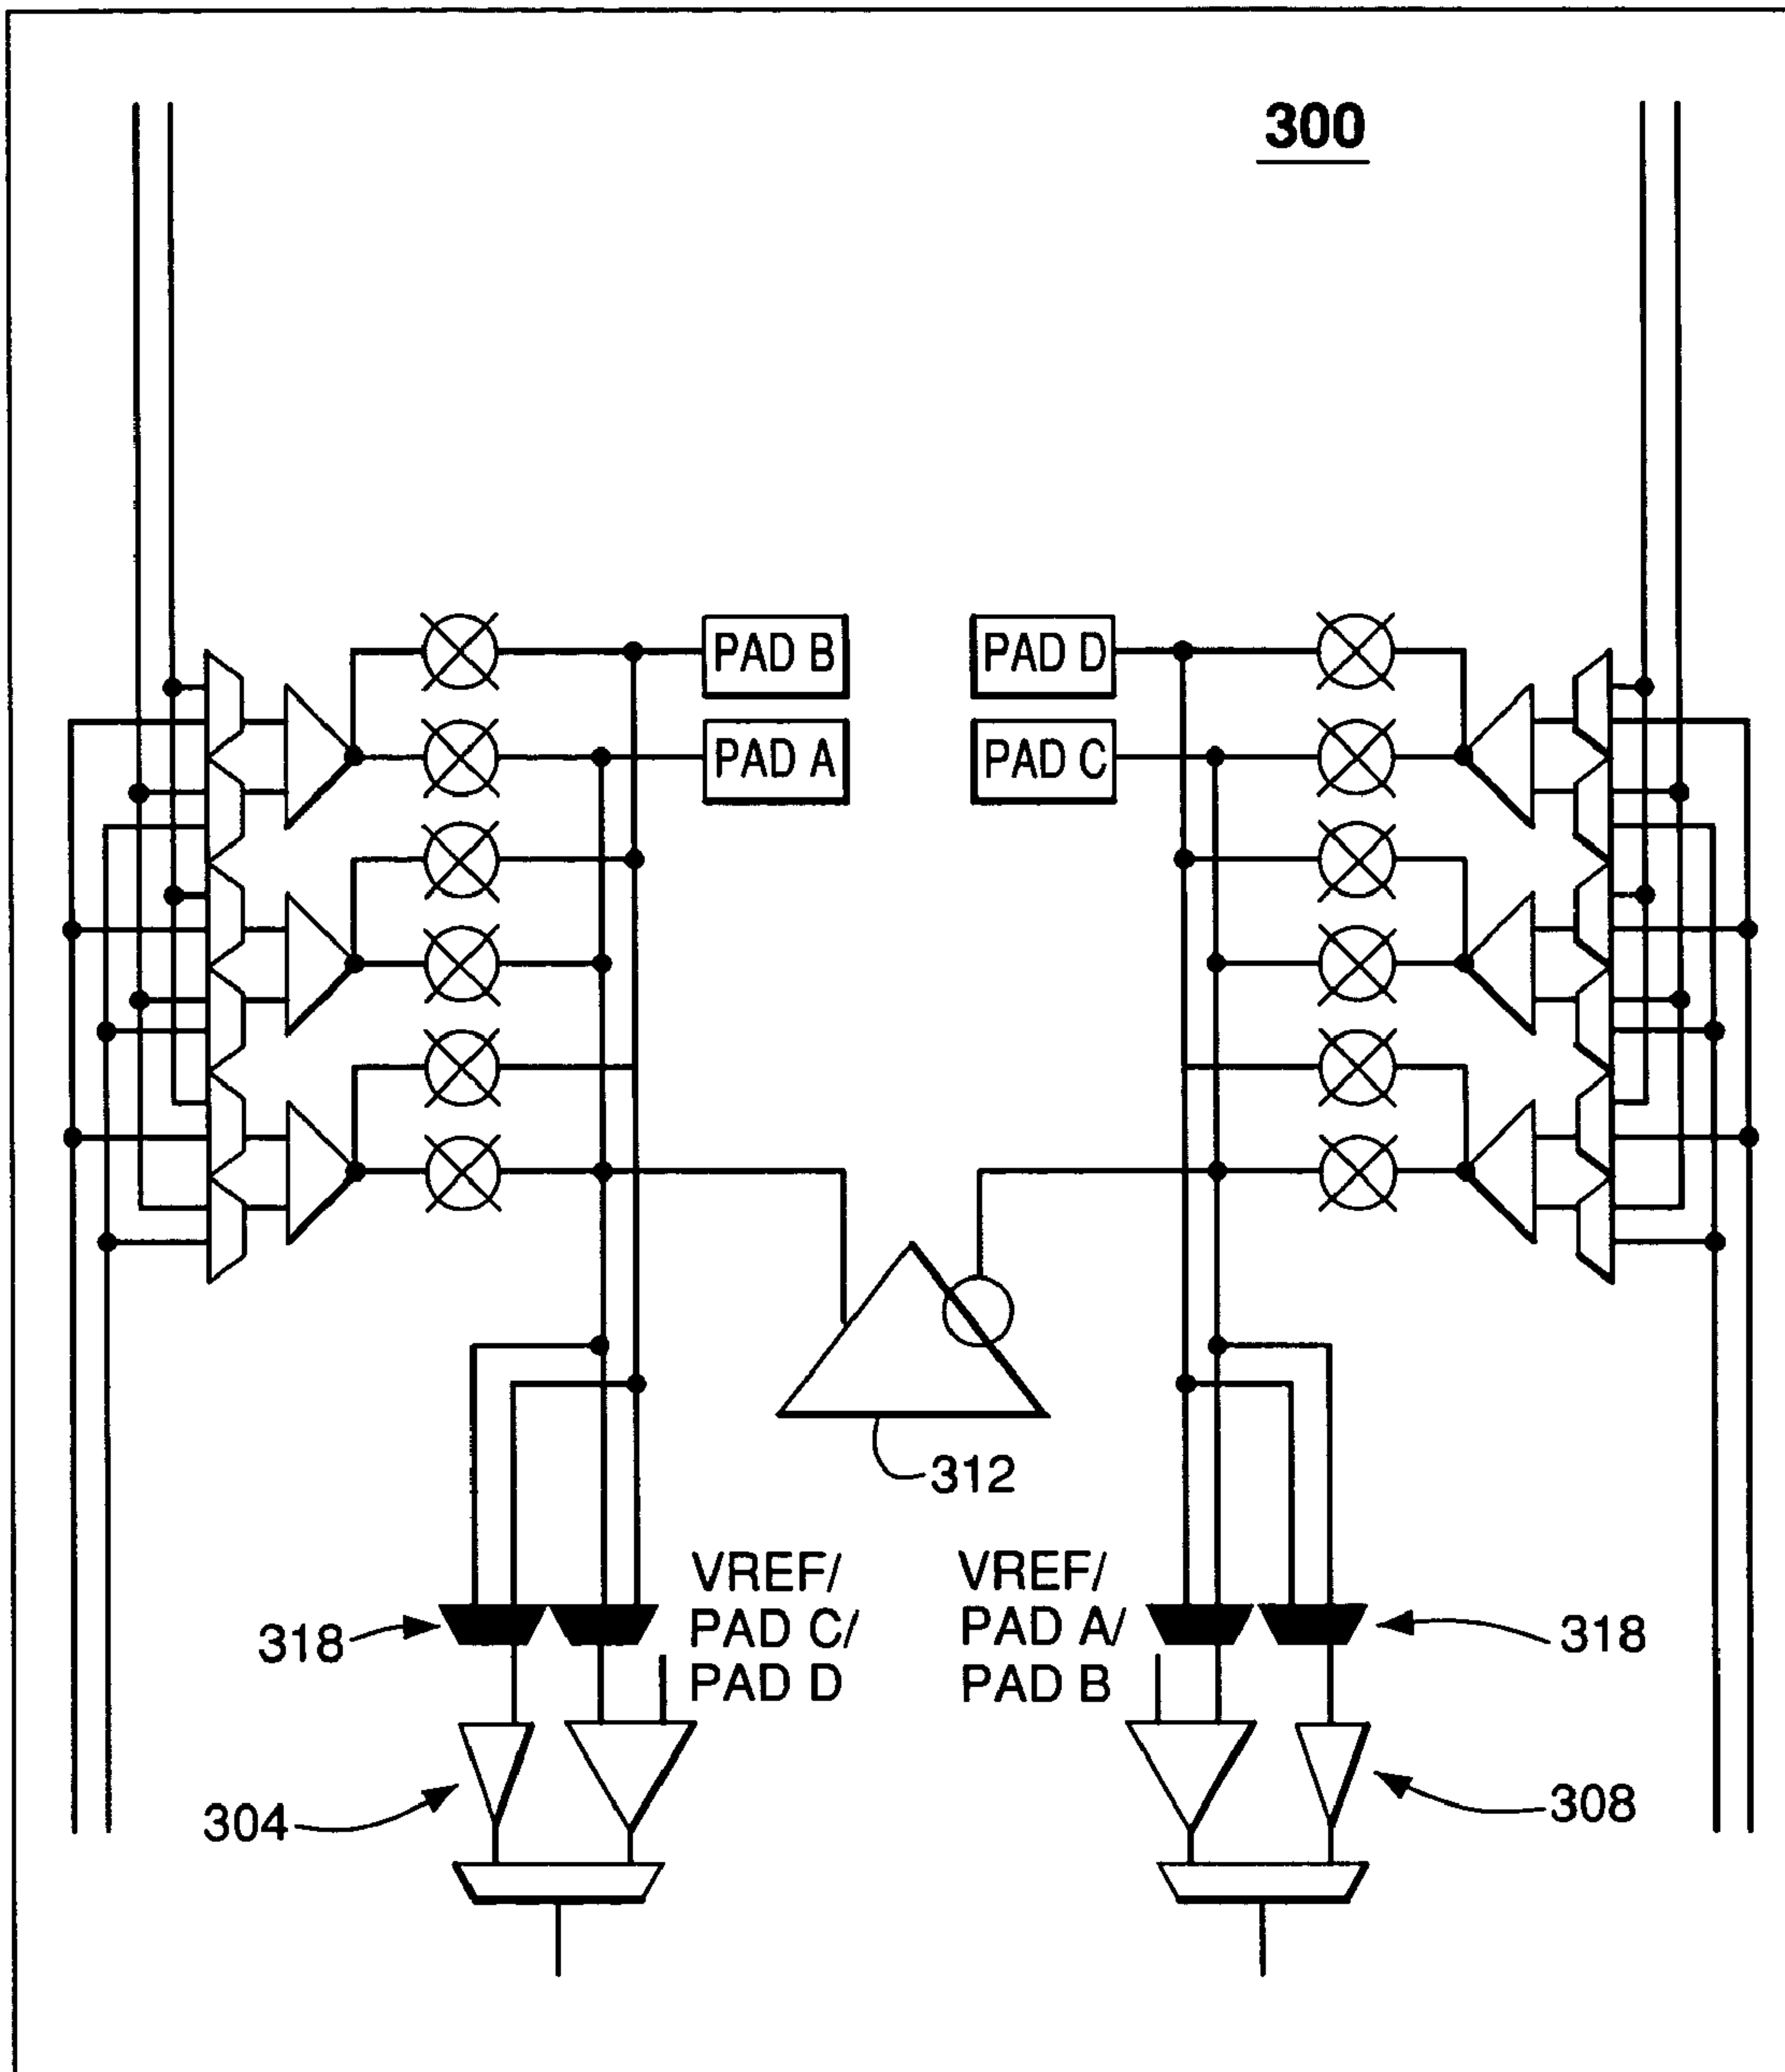 300
PAD B
PAD D
PAD A
PAD C
312
VREF/
PAD C/
PAD D
VREF/
PAD A/
PAD B
318
318
304
308